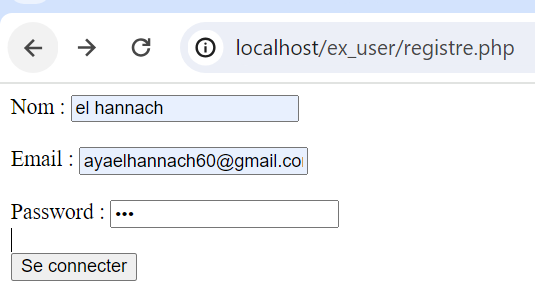 localhost/ex_user/registre.php
Nom : el hannach
Email : ayaelhannach60@gmail.co
Password : •••
Se connecter